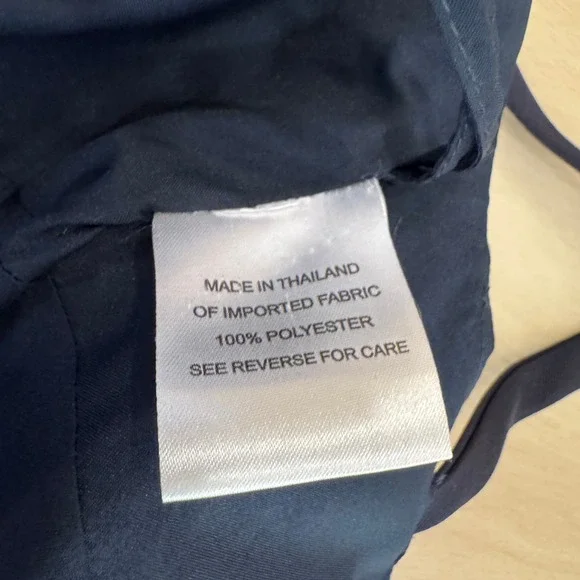 MADE IN THAILAND
OF IMPORTED FABRIC
100% POLYESTER
SEE REVERSE FOR CARE